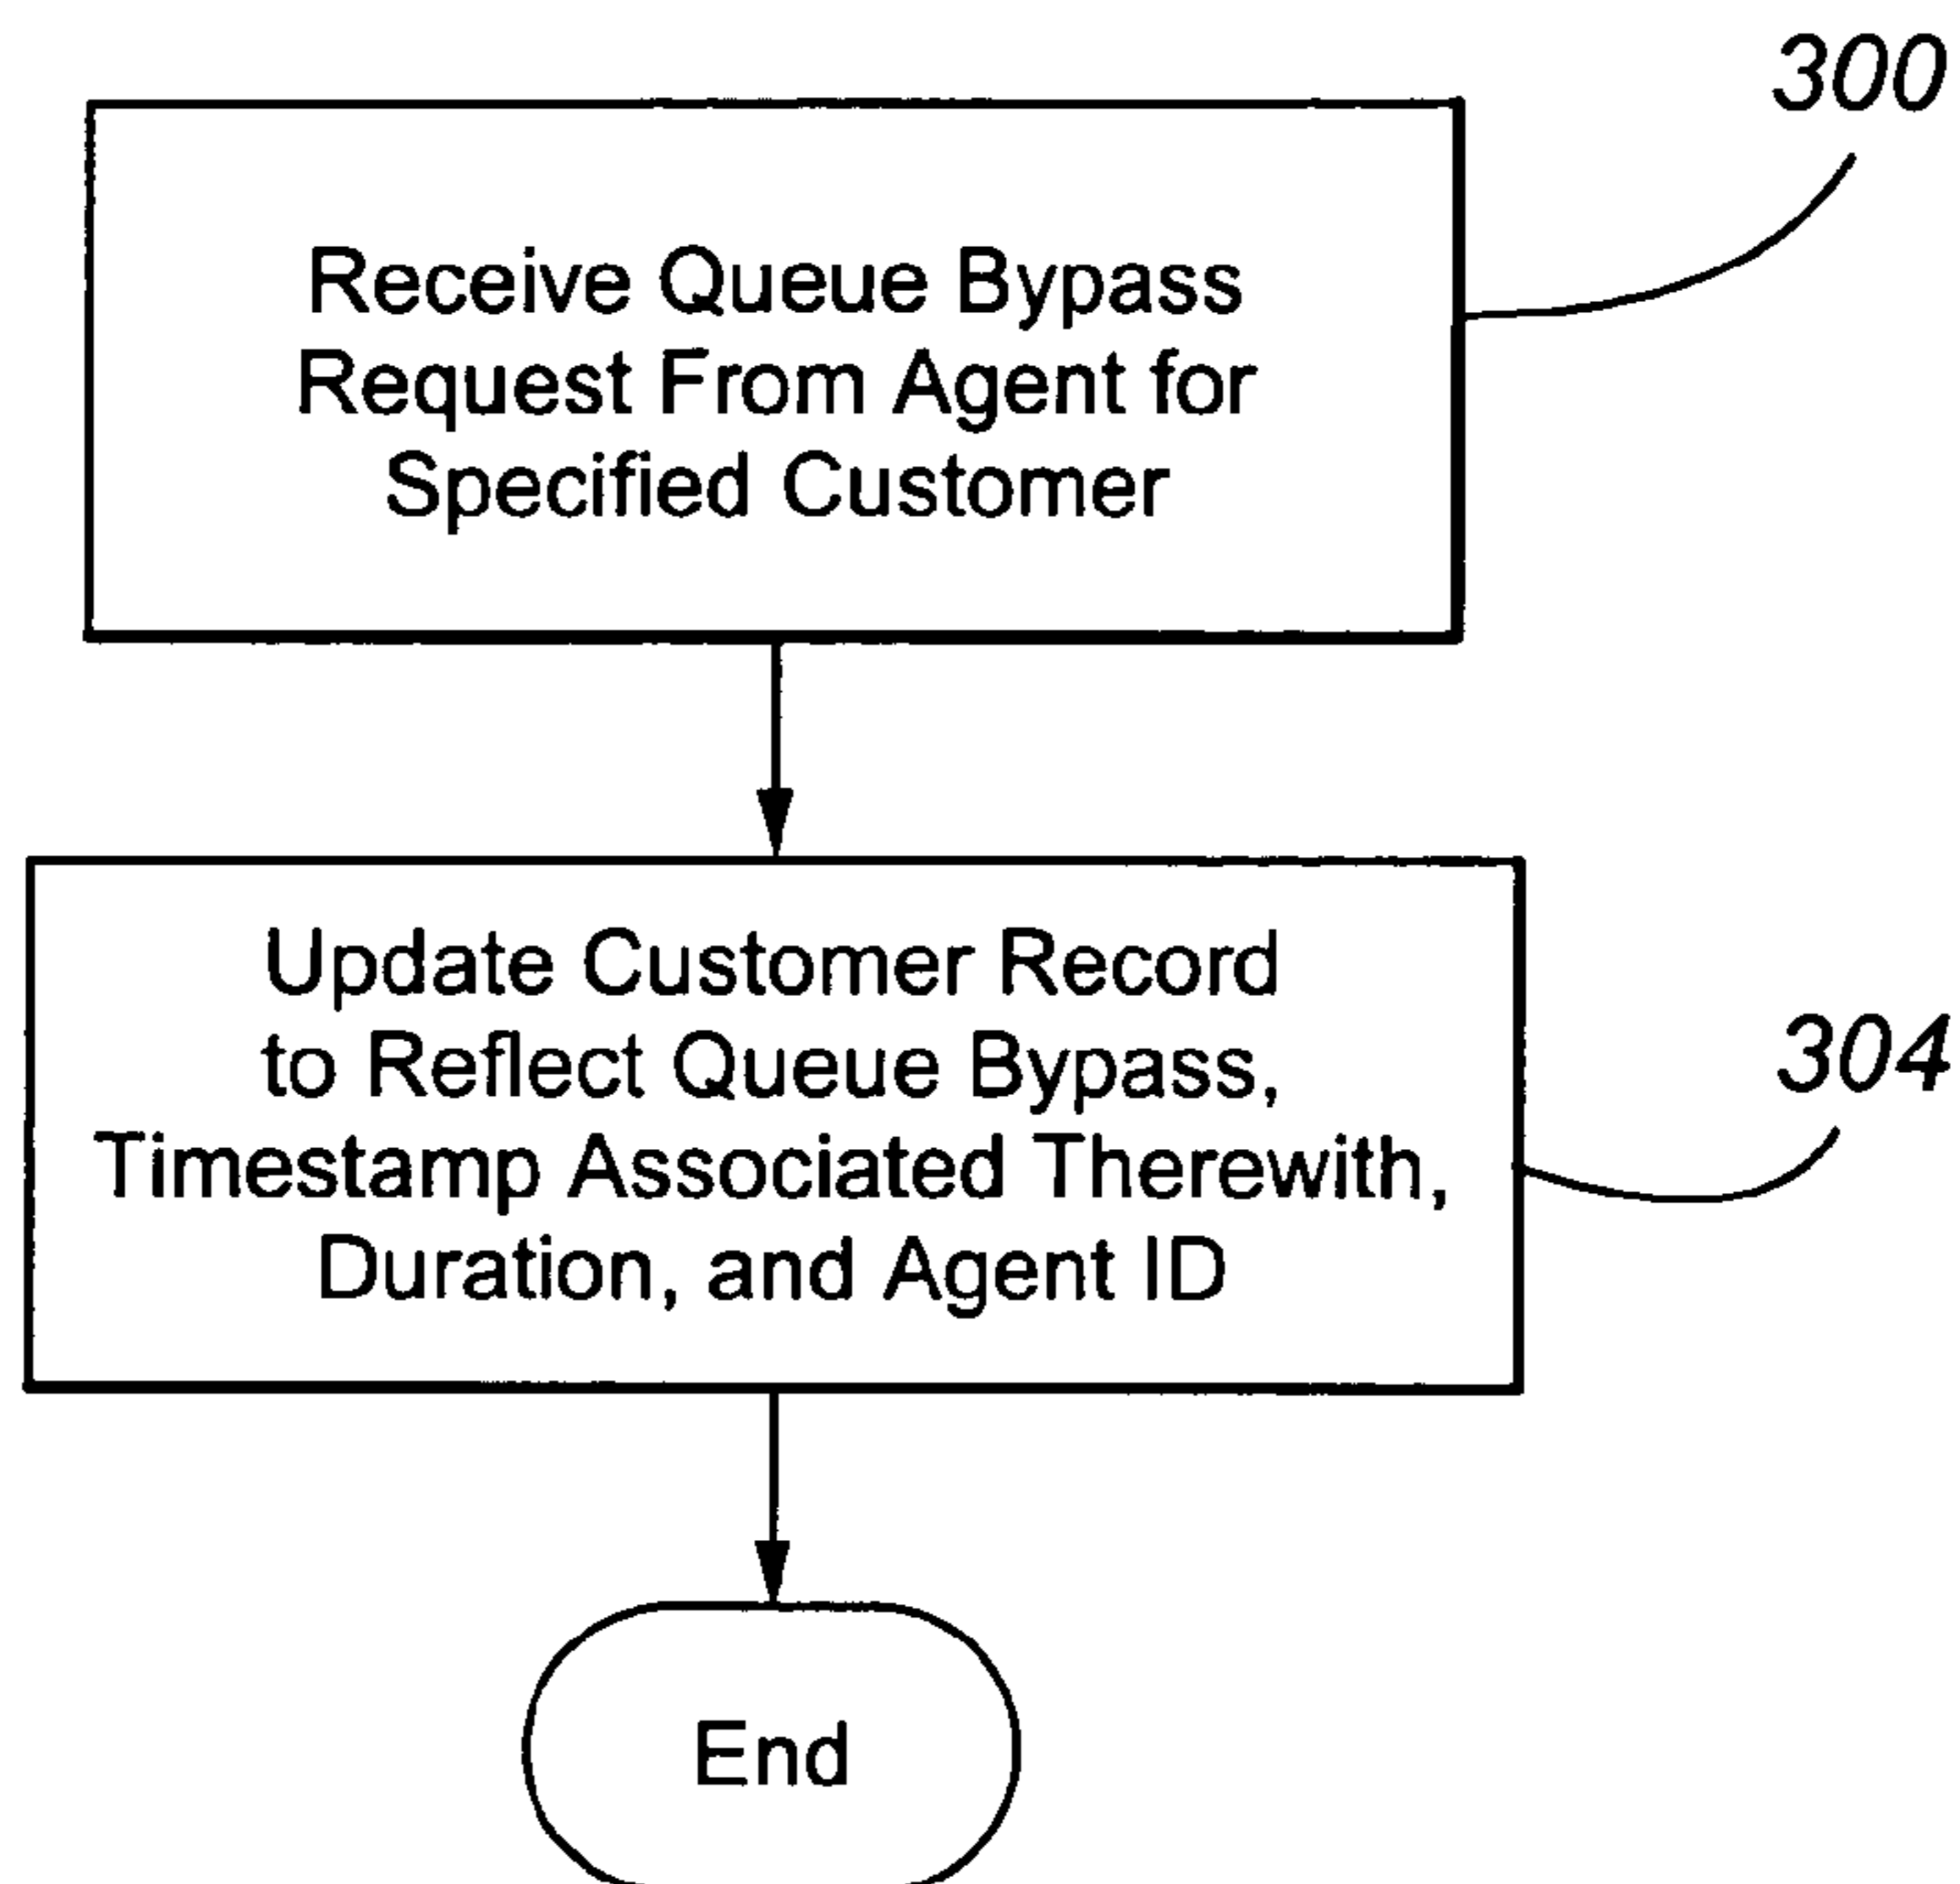 300
Receive Queue Bypass
Request From Agent for
Specified Customer
Update Customer Record
to Reflect Queue Bypass,
Timestamp Associated Therewith,
Duration, and Agent ID
304
End